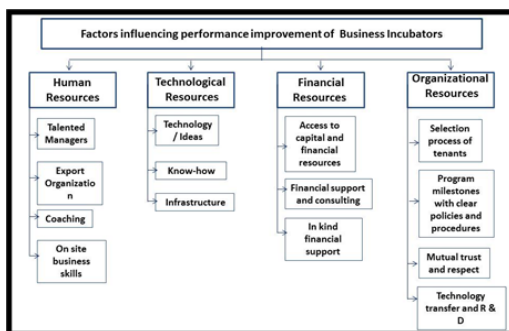 Factors influencing performance improvement of Business Incubators
Human
Resources
Technological
Resources
Financial
Resources
Organizational
Resources
Talented
Managers
Export
Organizatio
n
Coaching
On site
business
skills
Technology
/ Ideas
Know-how
Infrastructure
Access to
capital and
financial
resources
Financial support
and consulting
In kind
financial
support
Selection
process of
tenants
Program
milestones
with clear
policies and
procedures
Mutual trust
and respect
Technology
transfer and R &
D